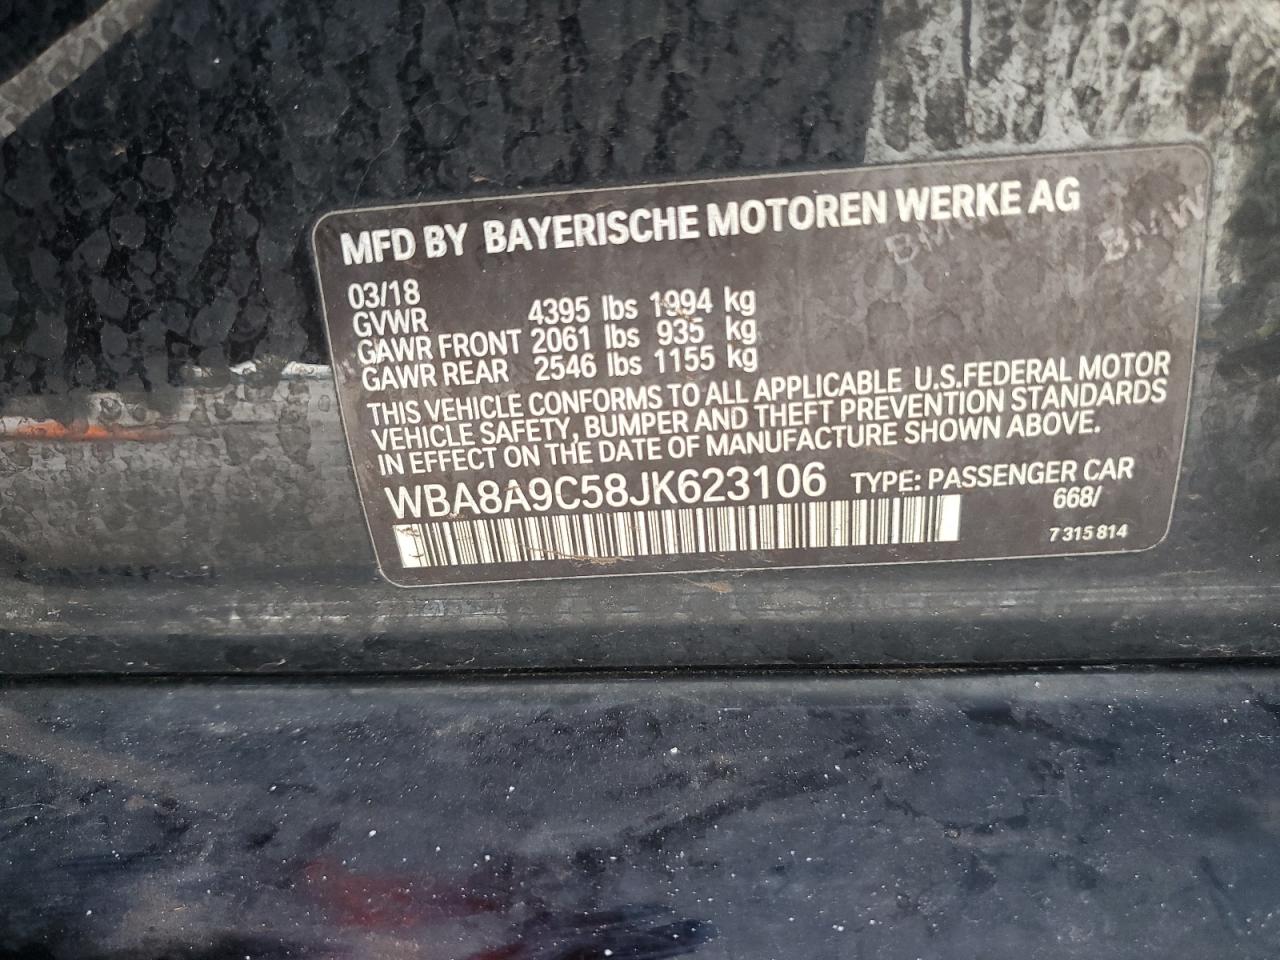 MFD BY BAYERISCHE MOTOREN WERKE AG
BMW BMW
03/18
GVWR 4395 lbs 1994 kg
GAWR FRONT 2061 lbs 935 kg
GAWR REAR 2546 lbs 1155 kg
THIS VEHICLE CONFORMS TO ALL APPLICABLE U.S.FEDERAL MOTOR
VEHICLE SAFETY, BUMPER AND THEFT PREVENTION STANDARDS
IN EFFECT ON THE DATE OF MANUFACTURE SHOWN ABOVE.
WBA8A9C58JK623106 TYPE: PASSENGER CAR
668/
7 315 814